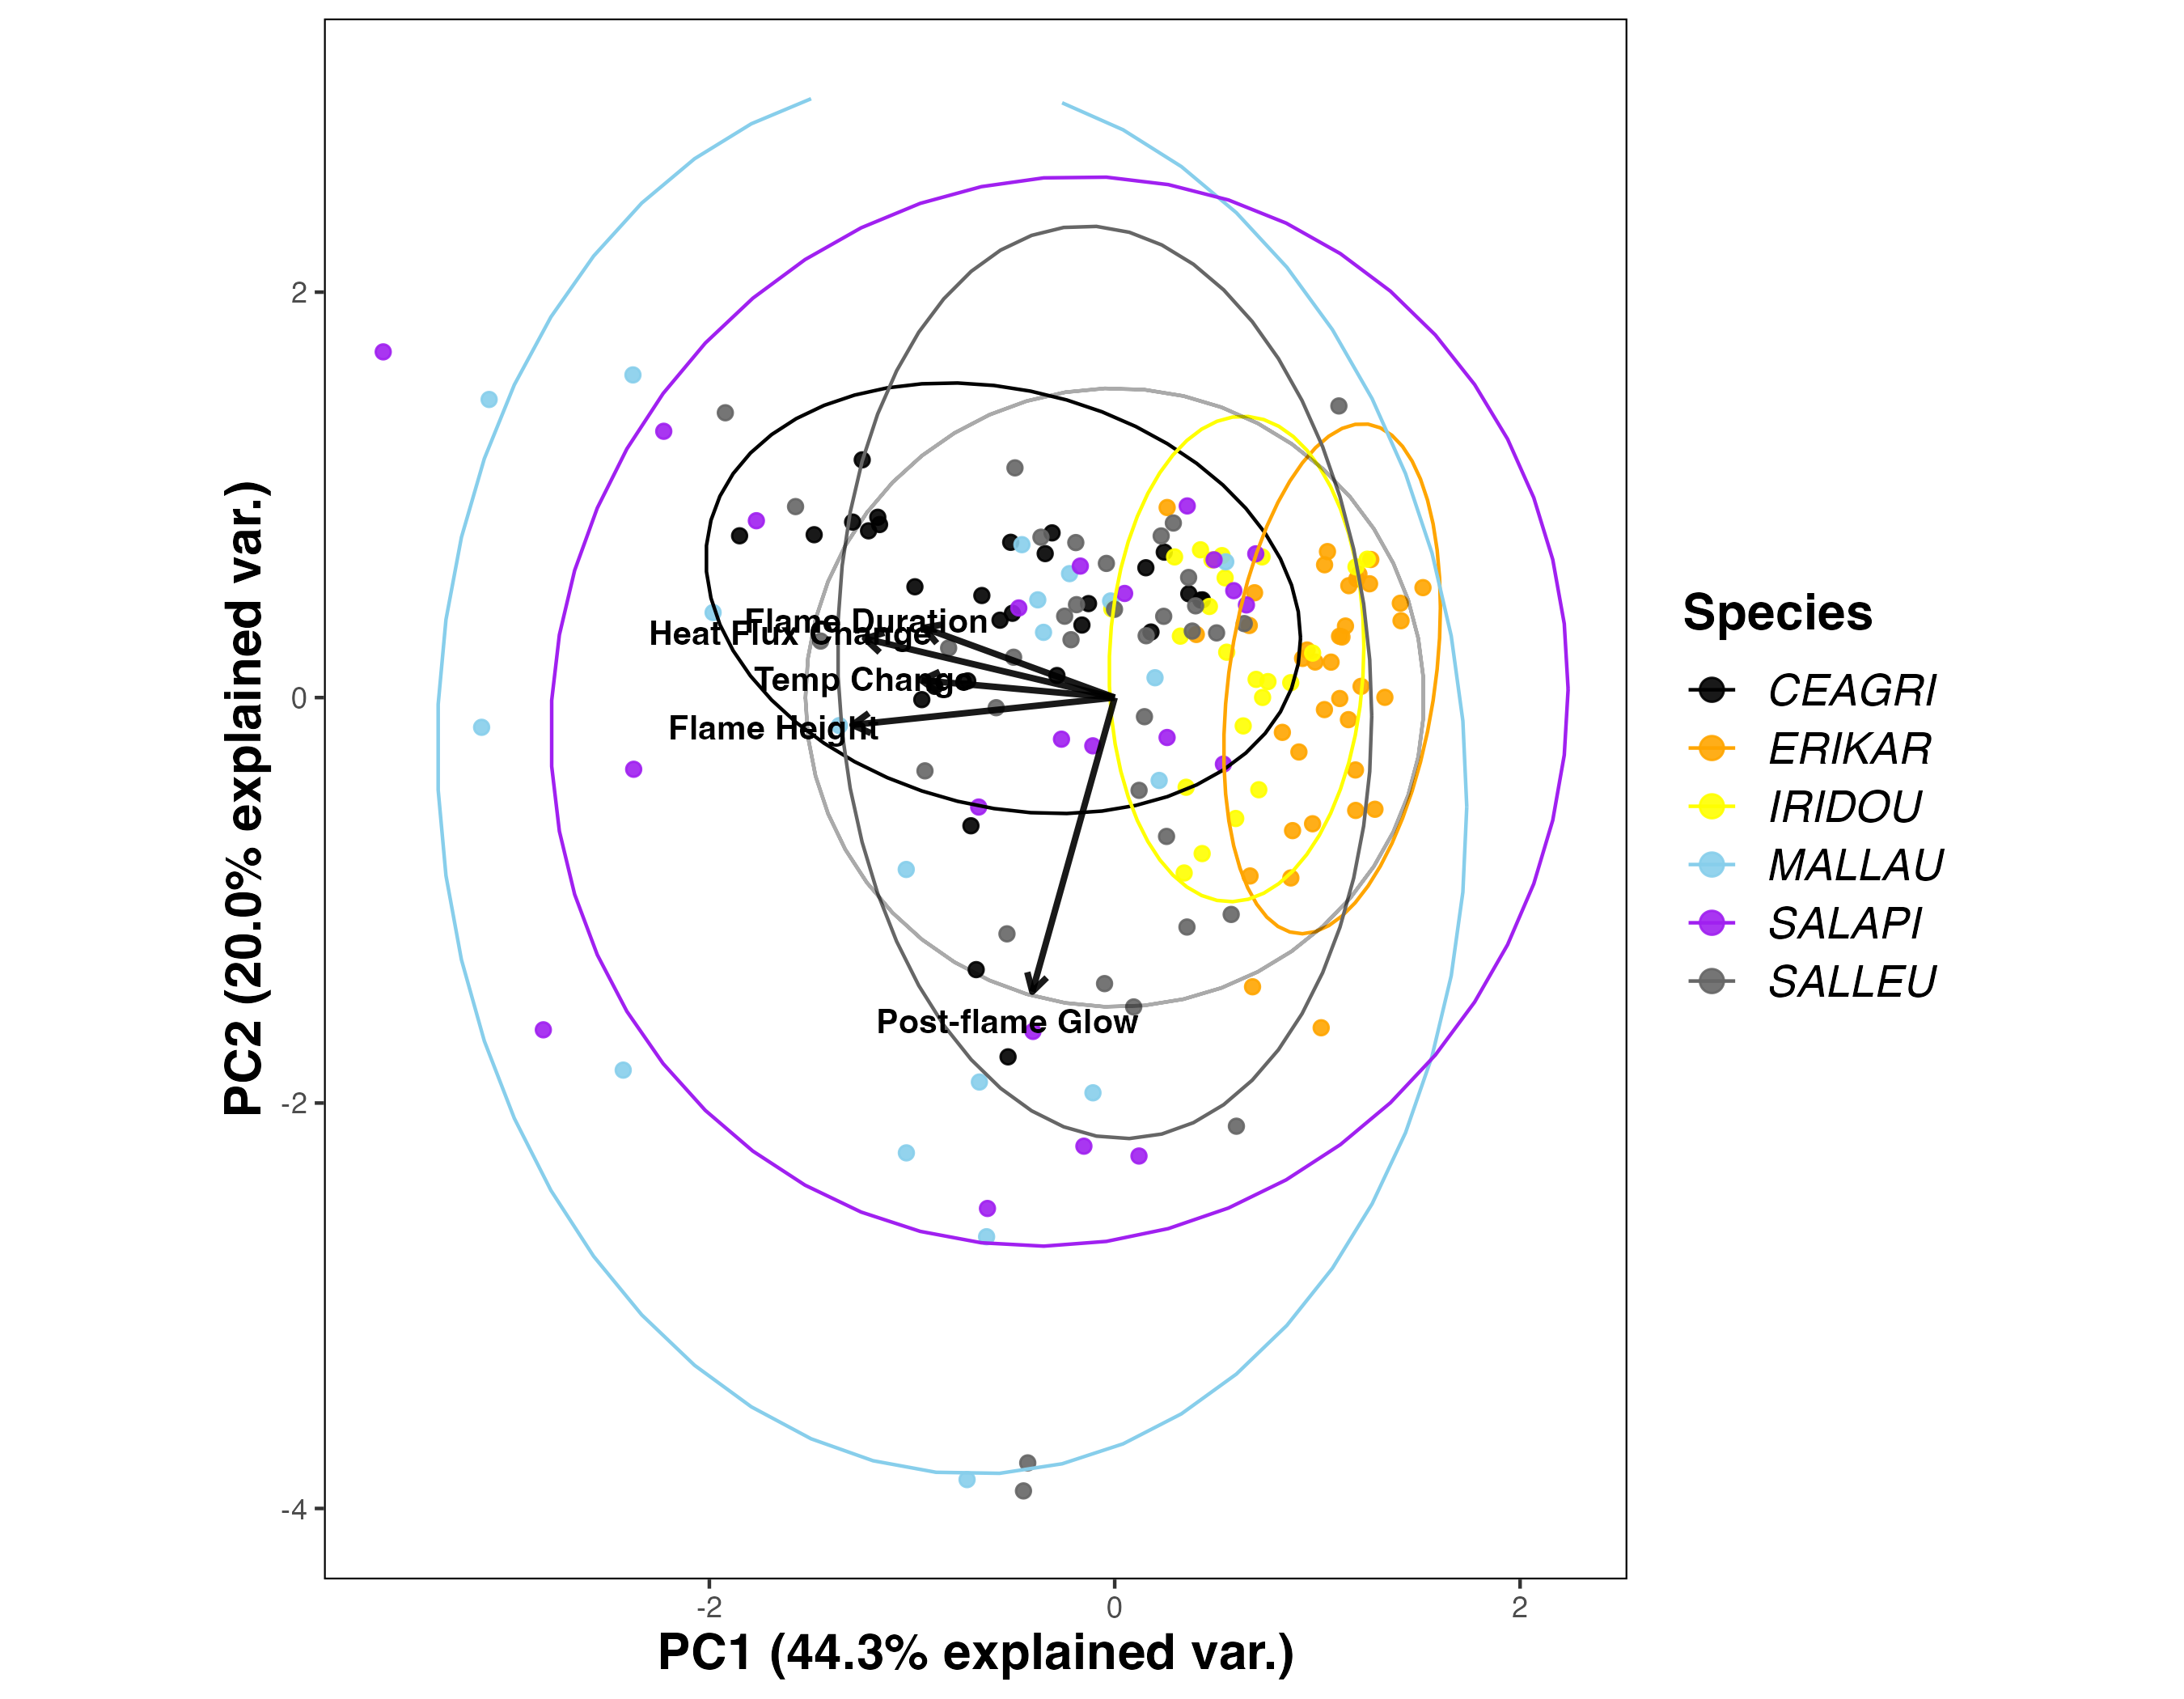 2
0
-2
-4
PC2 (20.0% explained var.)
Flame Duration
Heat Flux Change
Temp Change
Flame Height
Post-flame Glow
-2
0
2
PC1 (44.3% explained var.)
Species
CEAGRI
ERIKAR
IRIDOU
MALLAU
SALAPI
SALLEU